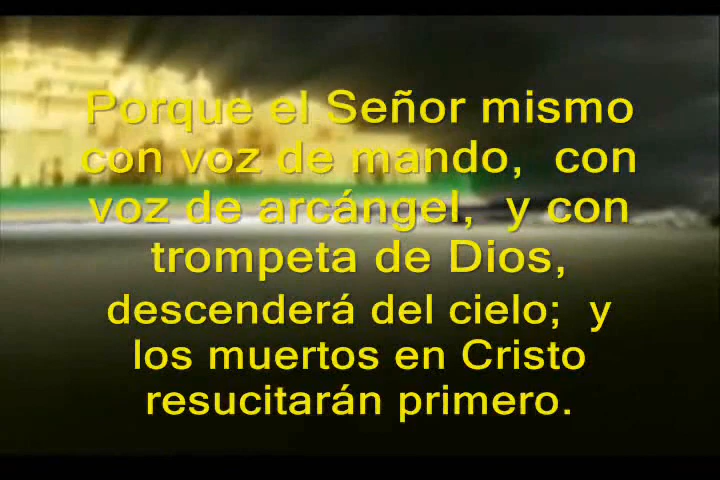 Porque el Señor mismo
con voz de mando,  con
voz de arcángel,  y con
trompeta de Dios,
descenderá del cielo;  y
los muertos en Cristo
resucitarán primero.